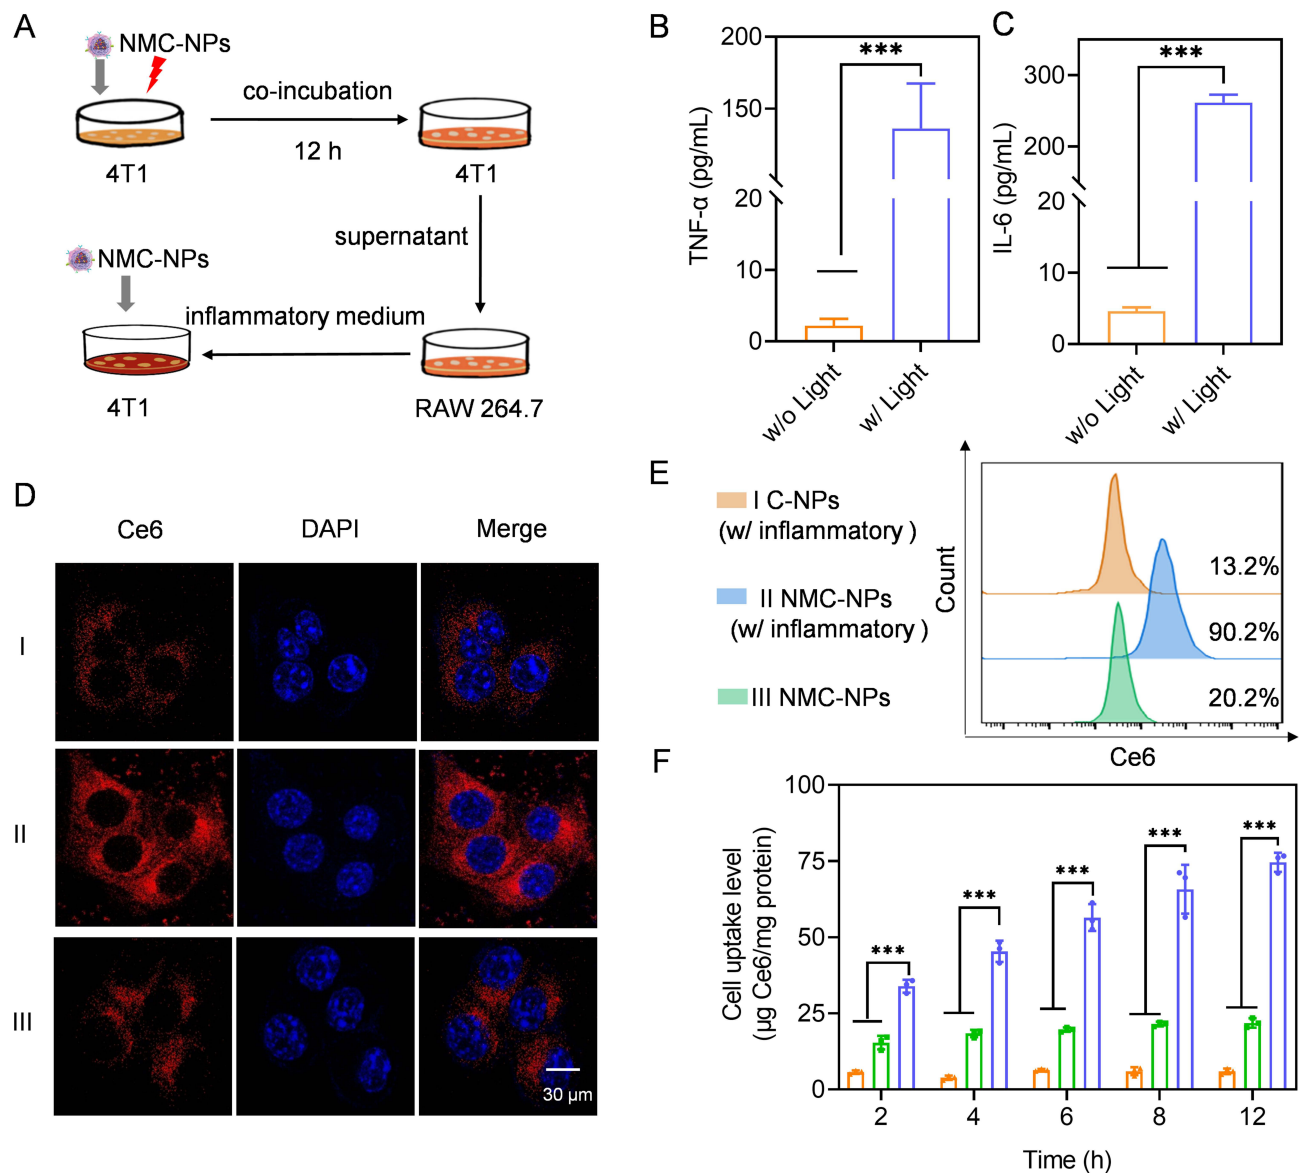 A
NMC-NPs
co-incubation
12 h
4T1
4T1
supernatant
NMC-NPs
inflammatory medium
4T1
RAW 264.7
B
TNF-α (pg/mL)
200
150
20
10
0
***
w/o Light
w/ Light
C
IL-6 (pg/mL)
300
200
20
10
0
***
w/o Light
w/ Light
D
Ce6
DAPI
Merge
I
II
III
30 µm
E
I C-NPs
(w/ inflammatory )
II NMC-NPs
(w/ inflammatory )
III NMC-NPs
Count
13.2%
90.2%
20.2%
Ce6
F
Cell uptake level
(µg Ce6/mg protein)
100
75
50
25
0
***
***
***
***
***
2
4
6
8
12
Time (h)